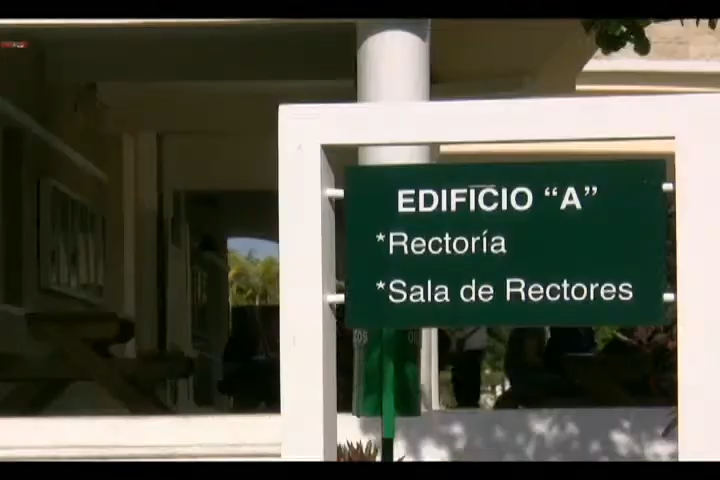 EDIFICIO “A”
*Rectoría
*Sala de Rectores